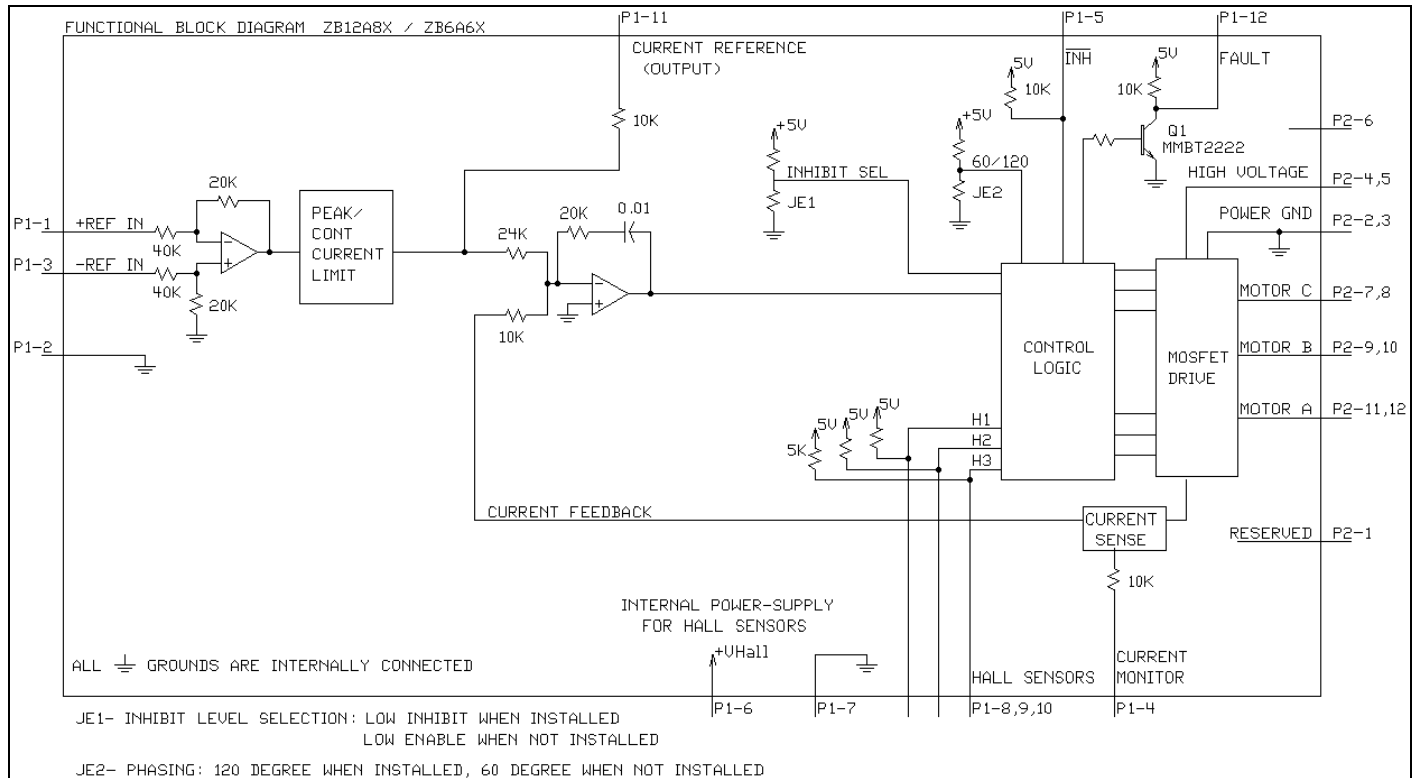 P1-11
P1-5
P1-12
FUNCTIONAL BLOCK DIAGRAM ZB12A8X / ZB6A6X
CURRENT REFERENCE
(OUTPUT)
5V
10K
INH
5V
10K
FAULT
10K
+5V
+5V
Q1
MMBT2222
P2-6
60/120
INHIBIT SEL
JE1
JE2
HIGH VOLTAGE
P2-4,5
POWER GND
P2-2,3
20K
P1-1
+REF IN
40K
P1-3
-REF IN
40K
20K
PEAK/
CONT
CURRENT
LIMIT
24K
20K
0.01
10K
P1-2
CONTROL
LOGIC
MOSFET
DRIVE
MOTOR C
P2-7,8
MOTOR B
P2-9,10
MOTOR A
P2-11,12
5V
5V
5V
5K
H1
H2
H3
CURRENT FEEDBACK
CURRENT
SENSE
RESERVED
P2-1
10K
INTERNAL POWER-SUPPLY
FOR HALL SENSORS
+VHall
ALL GROUNDS ARE INTERNALLY CONNECTED
HALL SENSORS
CURRENT
MONITOR
P1-6
P1-7
P1-8,9,10
P1-4
JE1- INHIBIT LEVEL SELECTION: LOW INHIBIT WHEN INSTALLED
LOW ENABLE WHEN NOT INSTALLED
JE2- PHASING: 120 DEGREE WHEN INSTALLED, 60 DEGREE WHEN NOT INSTALLED